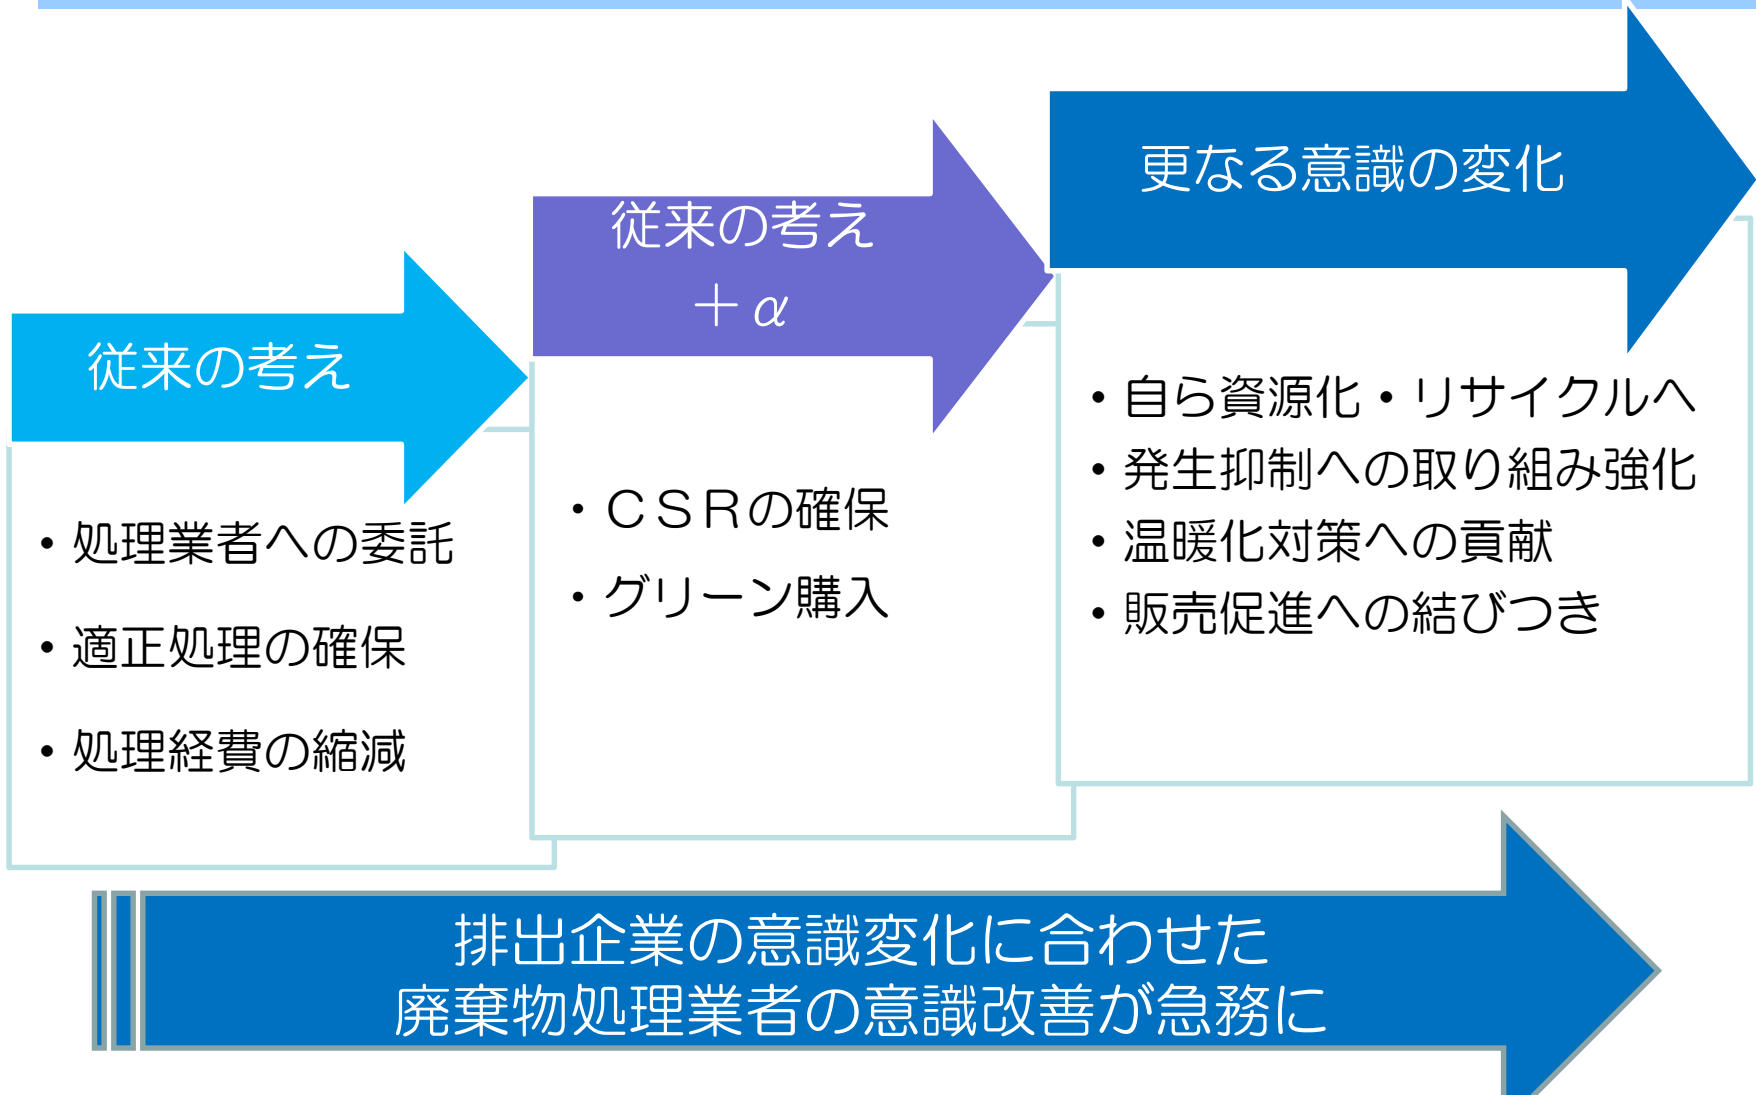 従来の考え
・処理業者への委託
・適正処理の確保
・処理経費の縮減
従来の考え
＋α
・ＣＳＲの確保
・グリーン購入
更なる意識の変化
・自ら資源化・リサイクルへ
・発生抑制への取り組み強化
・温暖化対策への貢献
・販売促進への結びつき
排出企業の意識変化に合わせた
廃棄物処理業者の意識改善が急務に